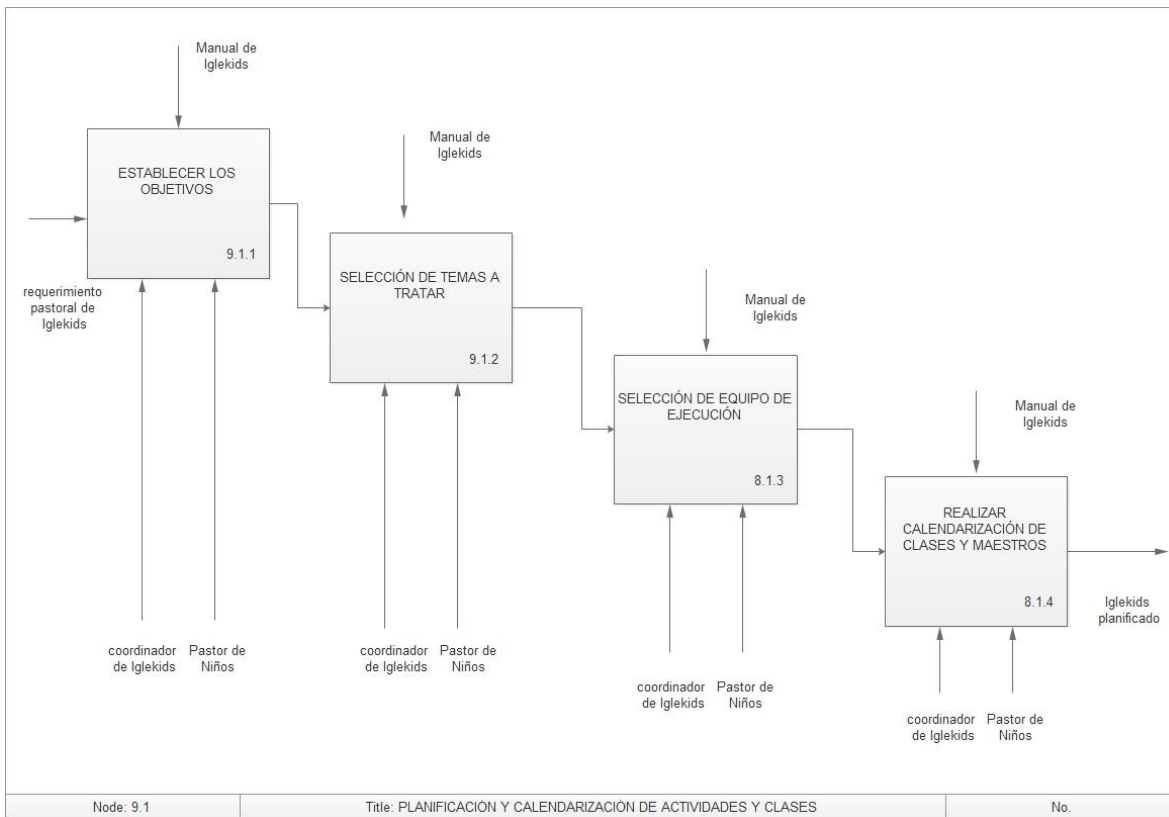 Manual de
Iglekids
ESTABLECER LOS
OBJETIVOS
9.1.1
requerimiento
pastoral de
Iglekids
coordinador
de Iglekids
Pastor de
Niños
Manual de
Iglekids
SELECCIÓN DE TEMAS A
TRATAR
9.1.2
coordinador
de Iglekids
Pastor de
Niños
Manual de
Iglekids
SELECCIÓN DE EQUIPO DE
EJECUCIÓN
8.1.3
coordinador
de Iglekids
Pastor de
Niños
Manual de
Iglekids
REALIZAR
CALENDARIZACIÓN DE
CLASES Y MAESTROS
8.1.4
Iglekids
planificado
coordinador
de Iglekids
Pastor de
Niños
Node: 9.1
Title: PLANIFICACIÓN Y CALENDARIZACIÓN DE ACTIVIDADES Y CLASES
No.